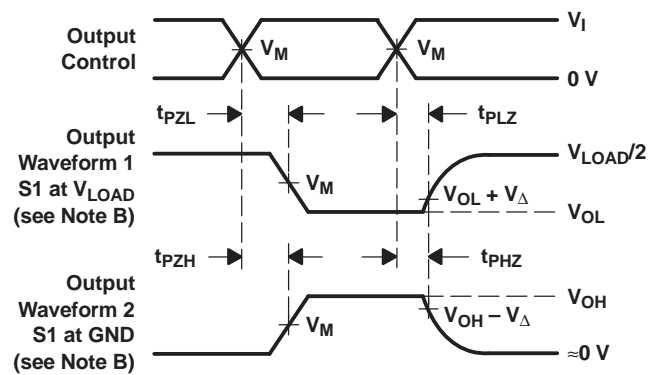 Output
Control
V_M
V_M
V_I
0 V
t_PZL
t_PLZ
Output
Waveform 1
S1 at V_LOAD
(see Note B)
V_M
V_LOAD/2
V_OL + V_Δ
V_OL
t_PZH
t_PHZ
Output
Waveform 2
S1 at GND
(see Note B)
V_M
V_OH
V_OH − V_Δ
≈0 V